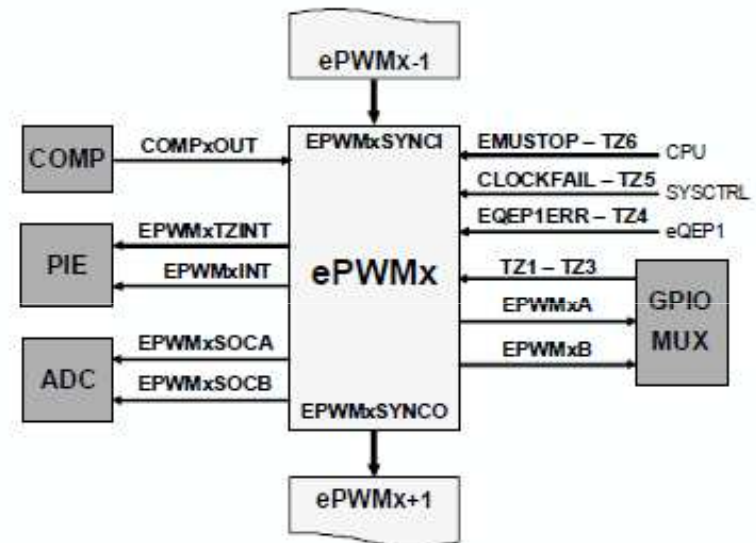 ePWMx-1
EPWMxSYNCI
COMP
COMPxOUT
EMUSTOP – TZ6
CPU
CLOCKFAIL – TZ5
SYSCTRL
EQEP1ERR – TZ4
eQEP1
PIE
EPWMxTZINT
EPWMxINT
ePWMx
TZ1 – TZ3
EPWMxA
EPWMxB
GPIO
MUX
ADC
EPWMxSOCA
EPWMxSOCB
EPWMxSYNCO
ePWMx+1